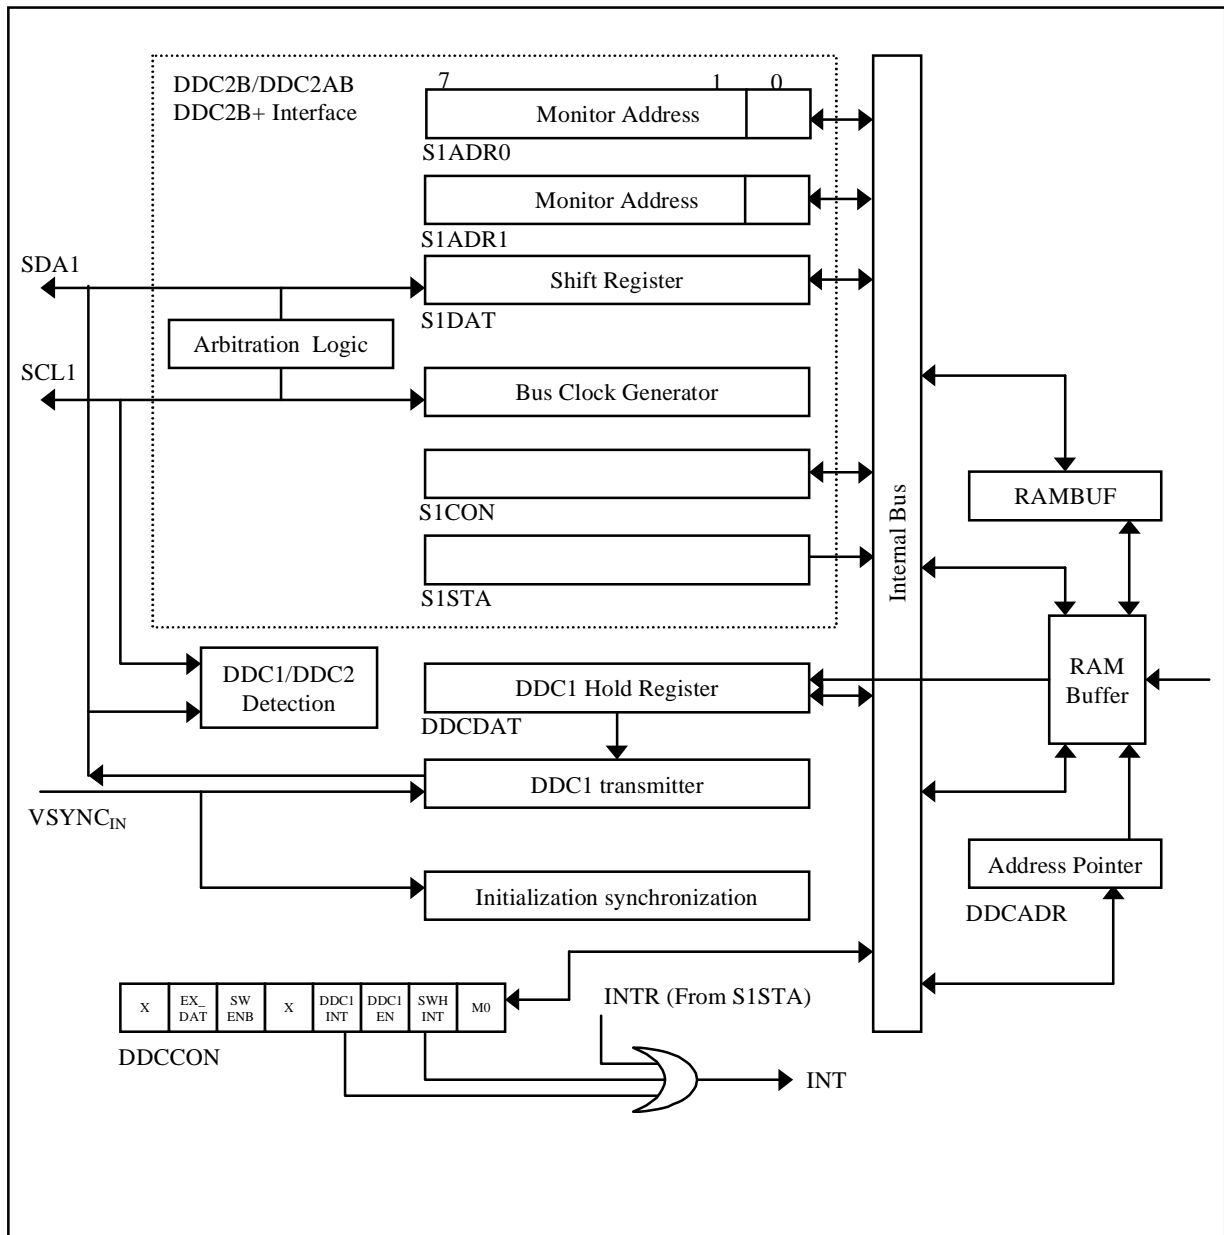 DDC2B/DDC2AB
DDC2B+ Interface
7 1 0
Monitor Address
S1ADR0
Monitor Address
S1ADR1
SDA1
Shift Register
S1DAT
Arbitration Logic
SCL1
Bus Clock Generator
S1CON
S1STA
Internal Bus
RAMBUF
RAM
Buffer
DDC1/DDC2
Detection
DDC1 Hold Register
DDCDAT
DDC1 transmitter
VSYNCIN
Address Pointer
DDCADR
Initialization synchronization
X
EX_
DAT
SW
ENB
X
DDC1
INT
DDC1
EN
SWH
INT
M0
DDCCON
INTR (From S1STA)
INT